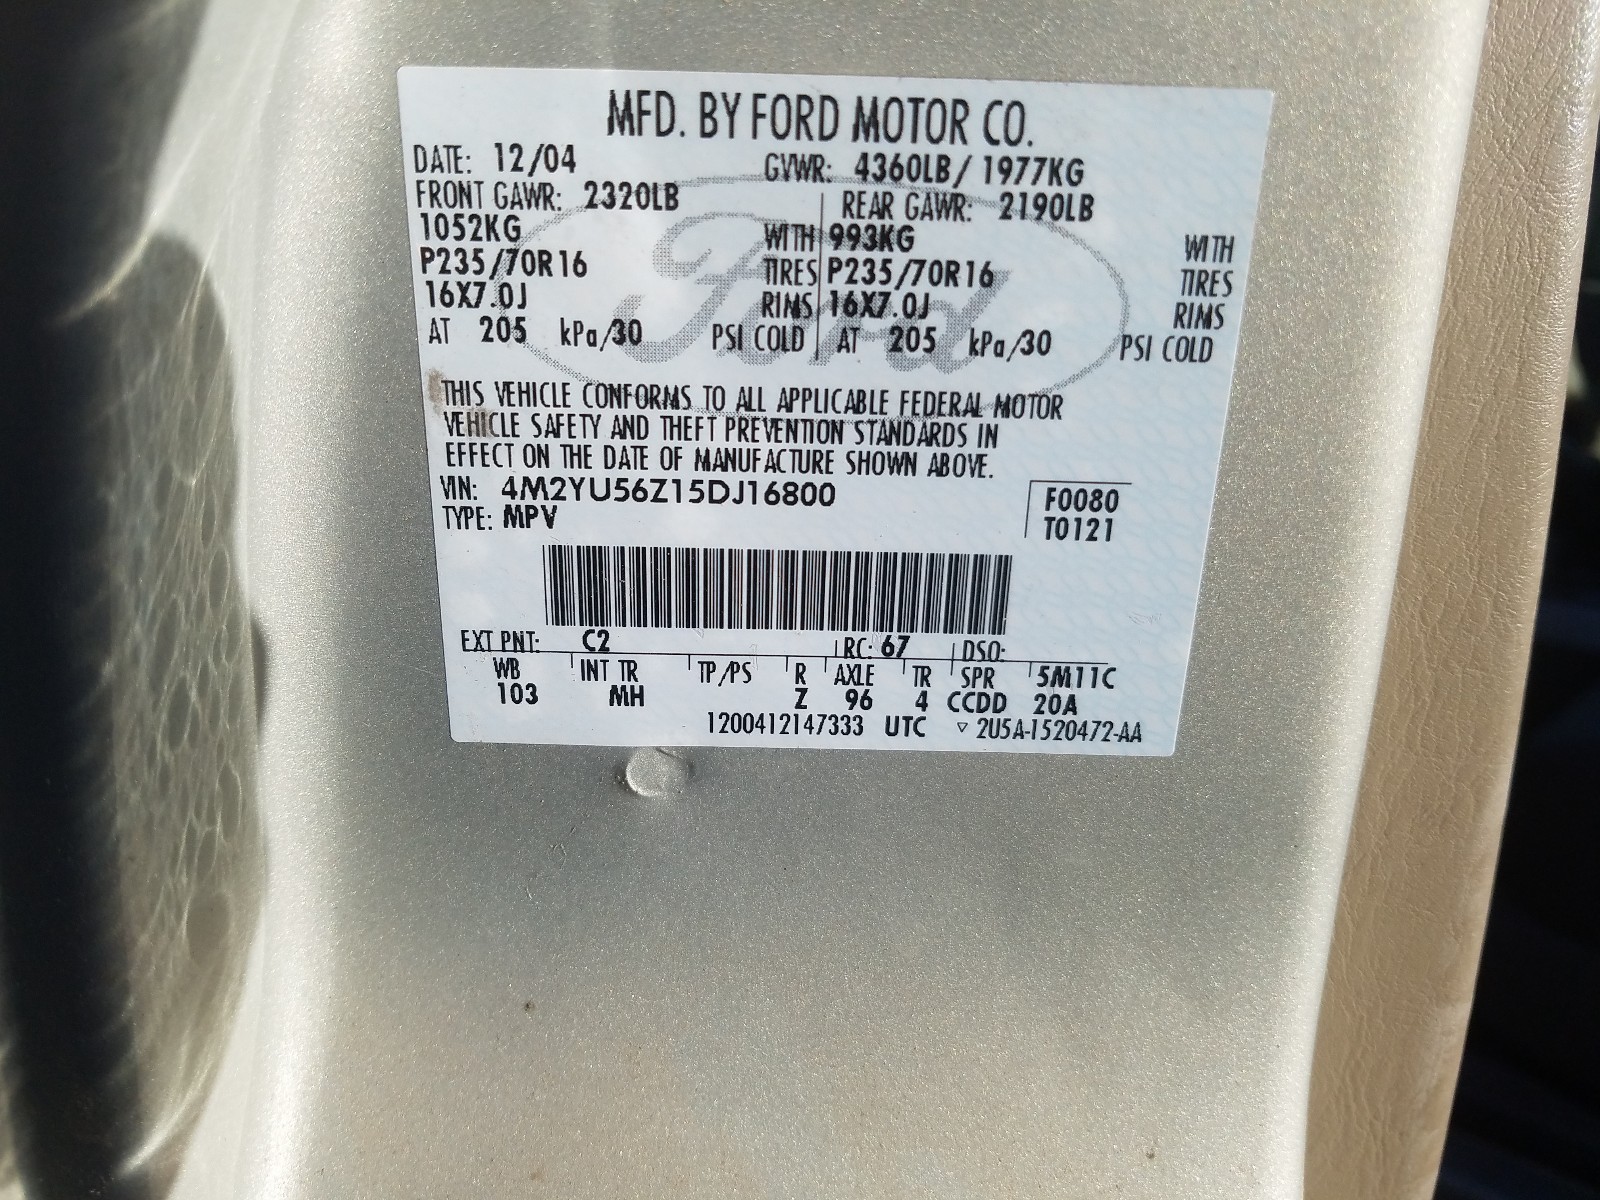 MFD. BY FORD MOTOR CO.
DATE: 12/04 GVWR: 4360LB / 1977KG
FRONT GAWR: 2320LB REAR GAWR: 2190LB
1052KG WITH 993KG WITH
P235/70R16 TIRES P235/70R16 TIRES
16X7.0J RIMS 16X7.0J RIMS
AT 205 kPa/30 PSI COLD AT 205 kPa/30 PSI COLD
Ford
THIS VEHICLE CONFORMS TO ALL APPLICABLE FEDERAL MOTOR
VEHICLE SAFETY AND THEFT PREVENTION STANDARDS IN
EFFECT ON THE DATE OF MANUFACTURE SHOWN ABOVE.
VIN: 4M2YU56Z15DJ16800 F0080
TYPE: MPV T0121
EXT PNT: C2 RC: 67 DSO:
WB INT TR TP/PS R AXLE TR SPR 5M11C
103 MH Z 96 4 CCDD 20A
1200412147333 UTC ▽ 2U5A-1520472-AA